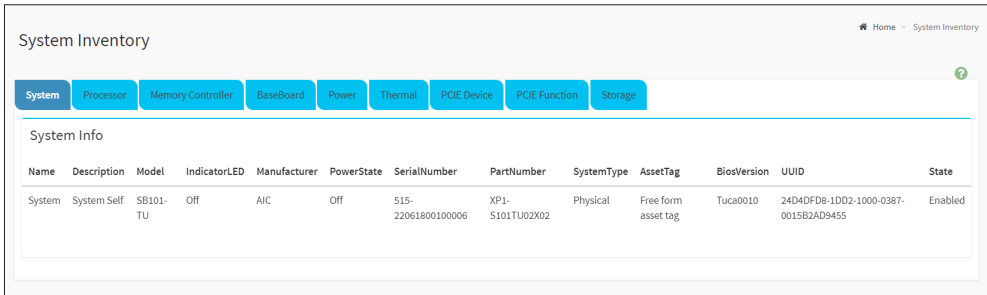 Home > System Inventory
System Inventory
?
System Processor Memory Controller BaseBoard Power Thermal PCIE Device PCIE Function Storage
System Info
Name Description Model IndicatorLED Manufacturer PowerState SerialNumber PartNumber SystemType AssetTag BiosVersion UUID State
System System Self SB101- Off AIC Off 515- XP1- Physical Free form Tuca0010 24D4DFD8-1DD2-1000-0387- Enabled
TU 22061800100006 S101TU02X02 asset tag 0015B2AD9455